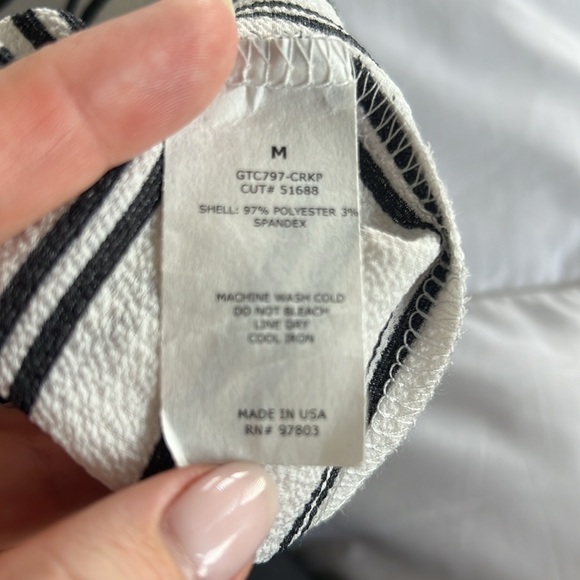 M
GTC797-CRKP
CUT# 51688
SHELL: 97% POLYESTER 3%
SPANDEX
MACHINE WASH COLD
DO NOT BLEACH
LINE DRY
COOL IRON
MADE IN USA
RN# 97803